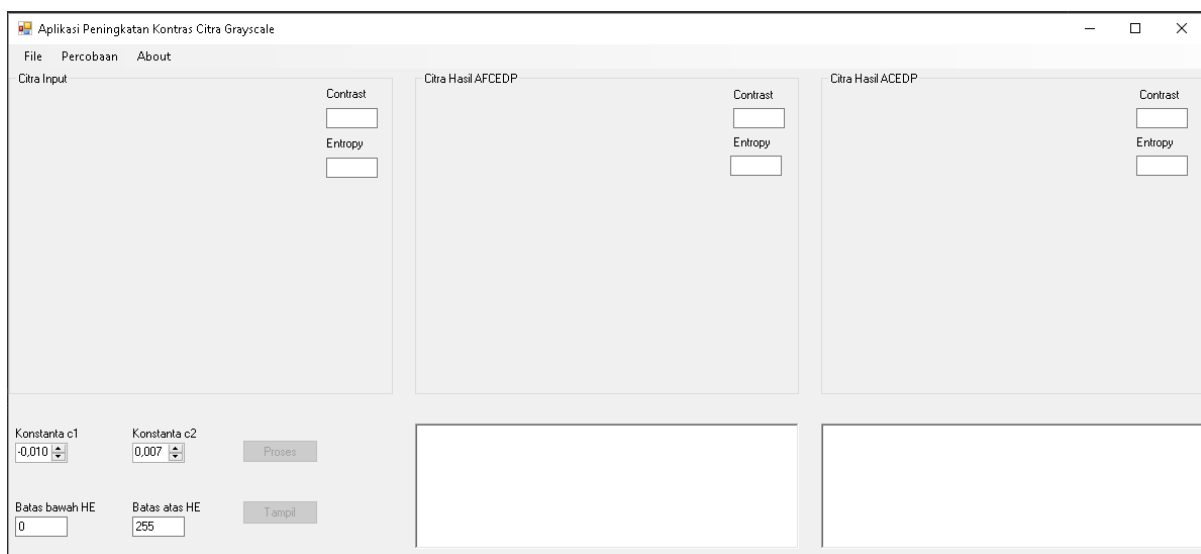 Aplikasi Peningkatan Kontras Citra Grayscale
File Percobaan About
Citra Input
Contrast
Entropy
Citra Hasil AFCEDP
Contrast
Entropy
Citra Hasil ACEDP
Contrast
Entropy
Konstanta c1 Konstanta c2
-0,010 0,007 Proses
Batas bawah HE Batas atas HE
0 255 Tampil